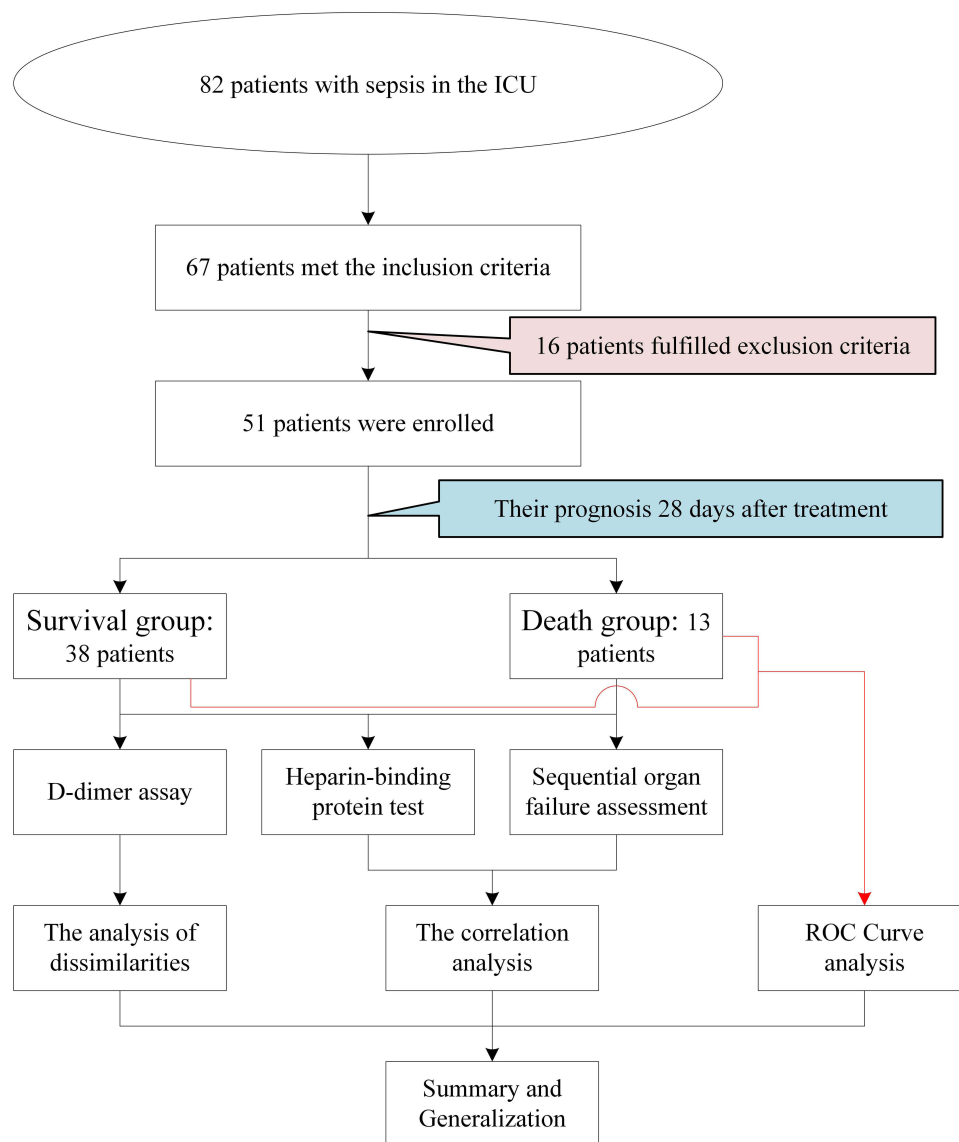 82 patients with sepsis in the ICU
67 patients met the inclusion criteria
16 patients fulfilled exclusion criteria
51 patients were enrolled
Their prognosis 28 days after treatment
Survival group:
38 patients
Death group: 13
patients
D-dimer assay
Heparin-binding
protein test
Sequential organ
failure assessment
The analysis of
dissimilarities
The correlation
analysis
ROC Curve
analysis
Summary and
Generalization